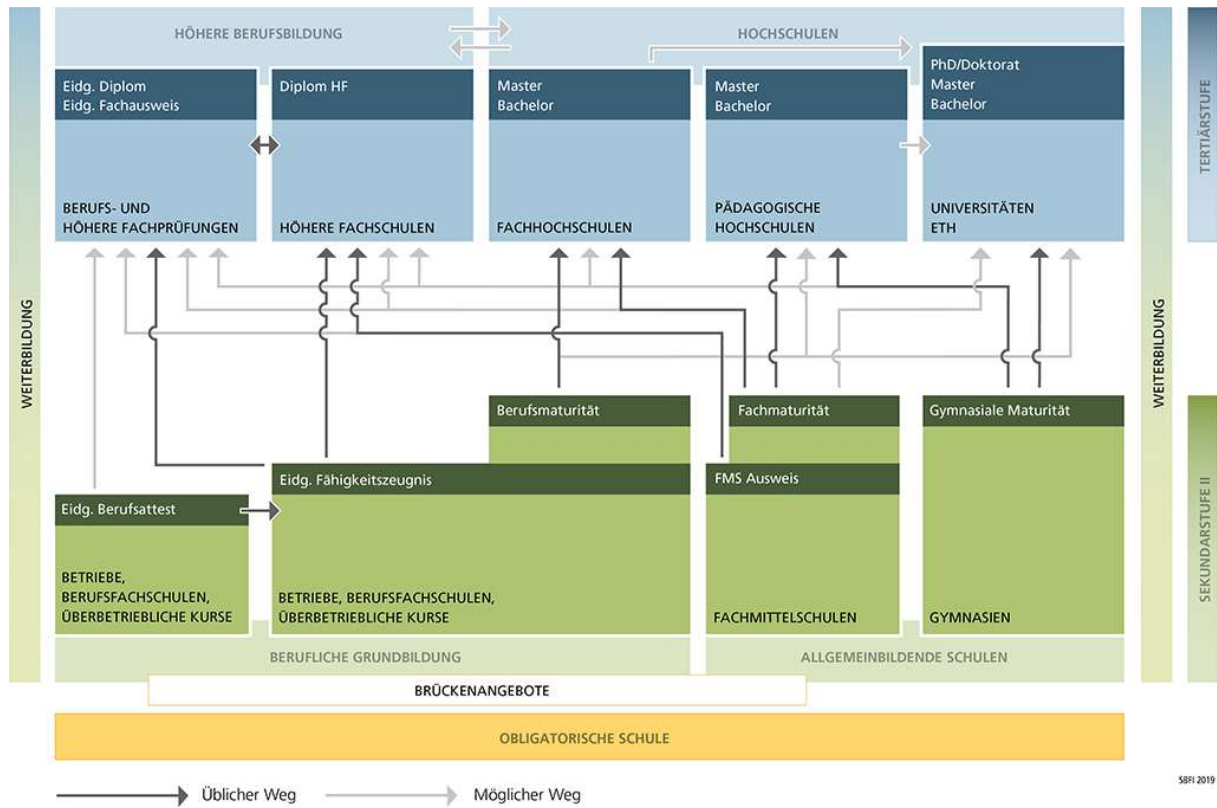 HÖHERE BERUFSBILDUNG
HOCHSCHULEN
Eidg. Diplom
Eidg. Fachausweis
BERUFS- UND
HÖHERE FACHPRÜFUNGEN
Diplom HF
HÖHERE FACHSCHULEN
Master
Bachelor
FACHHOCHSCHULEN
Master
Bachelor
PÄDAGOGISCHE
HOCHSCHULEN
PhD/Doktorat
Master
Bachelor
UNIVERSITÄTEN
ETH
TERTIÄRSTUFE
WEITERBILDUNG
WEITERBILDUNG
Berufsmaturität
Fachmaturität
Gymnasiale Maturität
Eidg. Fähigkeitszeugnis
FMS Ausweis
Eidg. Berufsattest
BETRIEBE,
BERUFSFACHSCHULEN,
ÜBERBETRIEBLICHE KURSE
BETRIEBE, BERUFSFACHSCHULEN,
ÜBERBETRIEBLICHE KURSE
FACHMITTELSCHULEN
GYMNASIEN
SEKUNDARSTUFE II
BERUFLICHE GRUNDBILDUNG
ALLGEMEINBILDENDE SCHULEN
BRÜCKENANGEBOTE
OBLIGATORISCHE SCHULE
SBFI 2019
Üblicher Weg
Möglicher Weg